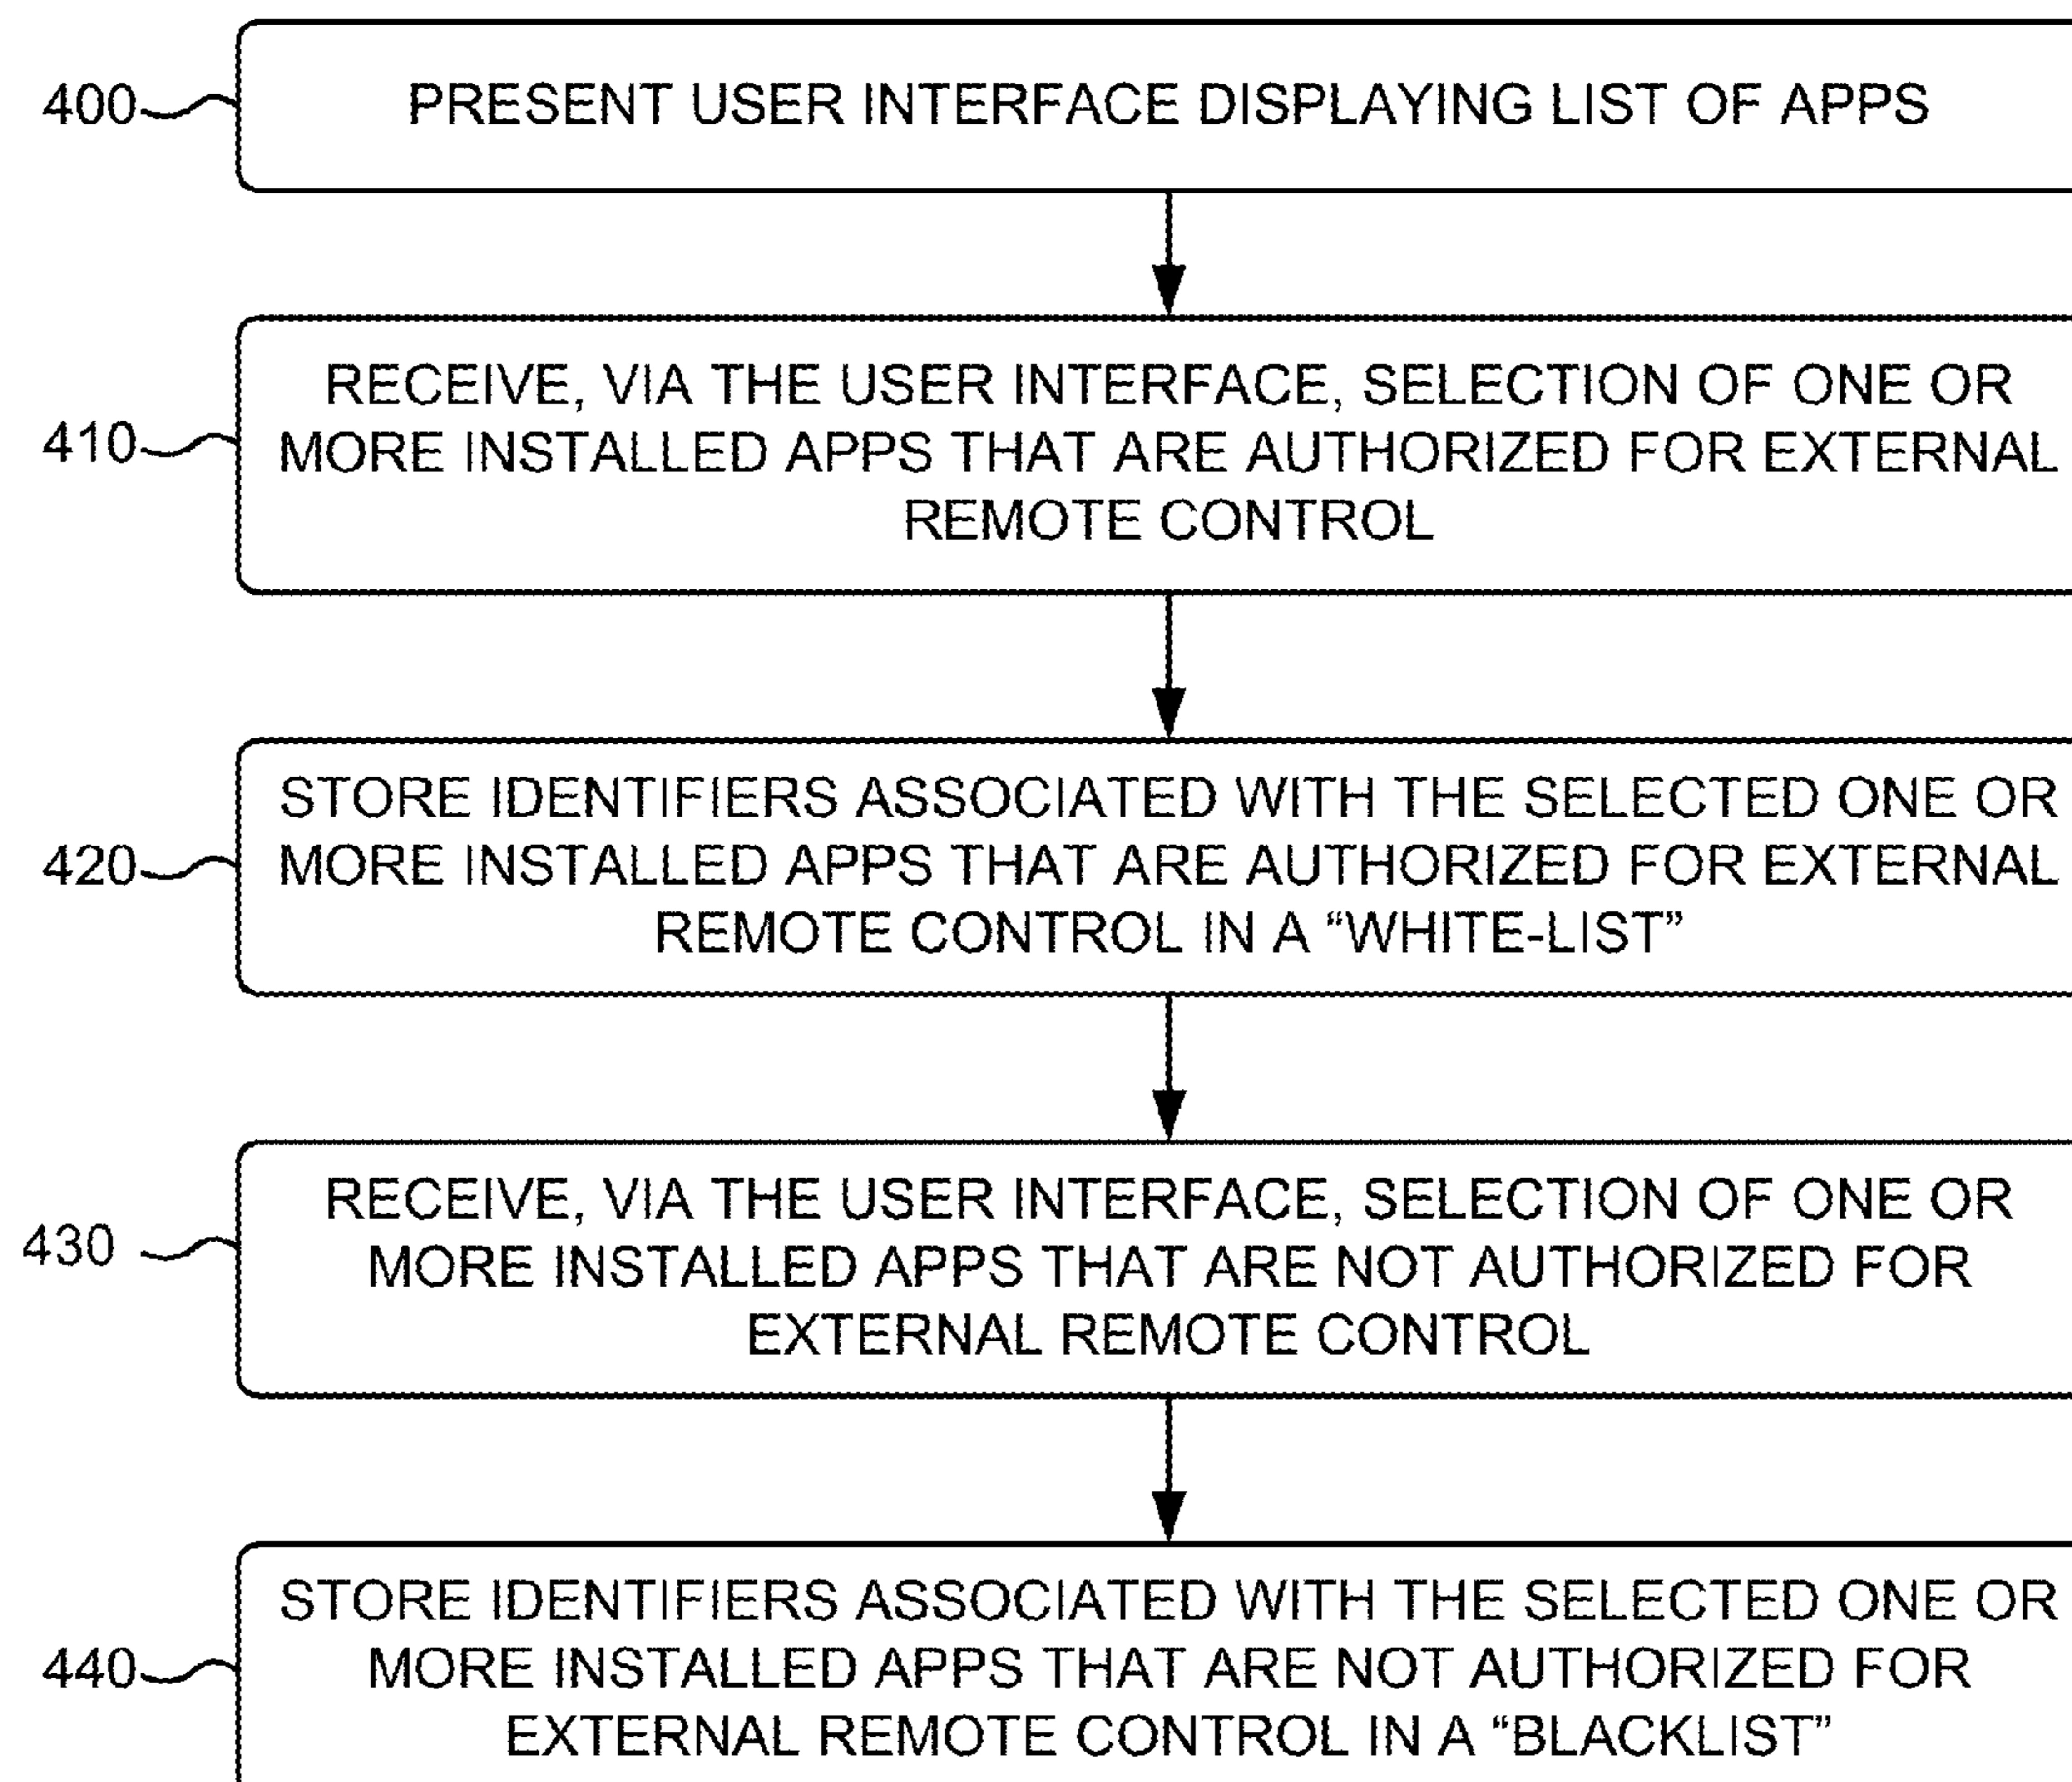 400
PRESENT USER INTERFACE DISPLAYING LIST OF APPS
RECEIVE, VIA THE USER INTERFACE, SELECTION OF ONE OR
410
MORE INSTALLED APPS THAT ARE AUTHORIZED FOR EXTERNAL
REMOTE CONTROL
STORE IDENTIFIERS ASSOCIATED WITH THE SELECTED ONE OR
420
MORE INSTALLED APPS THAT ARE AUTHORIZED FOR EXTERNAL
REMOTE CONTROL IN A “WHITE-LIST”
RECEIVE, VIA THE USER INTERFACE, SELECTION OF ONE OR
430
MORE INSTALLED APPS THAT ARE NOT AUTHORIZED FOR
EXTERNAL REMOTE CONTROL
STORE IDENTIFIERS ASSOCIATED WITH THE SELECTED ONE OR
440
MORE INSTALLED APPS THAT ARE NOT AUTHORIZED FOR
EXTERNAL REMOTE CONTROL IN A “BLACKLIST”